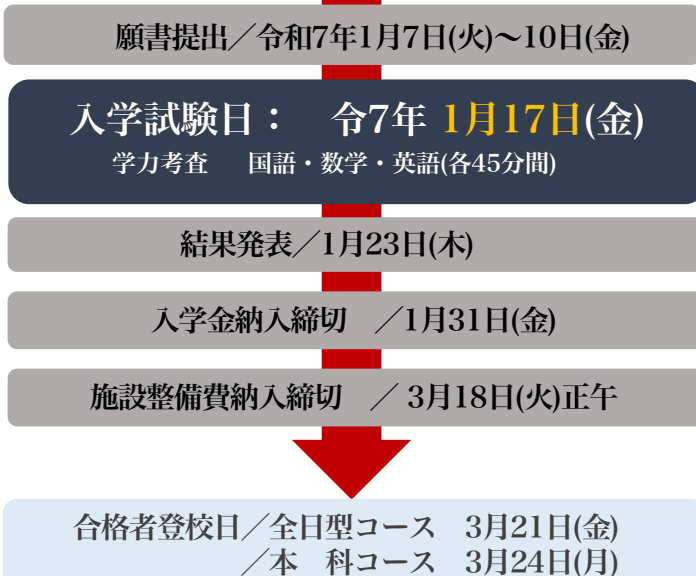 願書提出／令和7年1月7日(火)～10日(金)
入学試験日：　令7年 1月17日(金)
学力考査　国語・数学・英語(各45分間)
結果発表／1月23日(木)
入学金納入締切　／1月31日(金)
施設整備費納入締切　／ 3月18日(火)正午
合格者登校日／全日型コース　3月21日(金)
／本　科コース　3月24日(月)